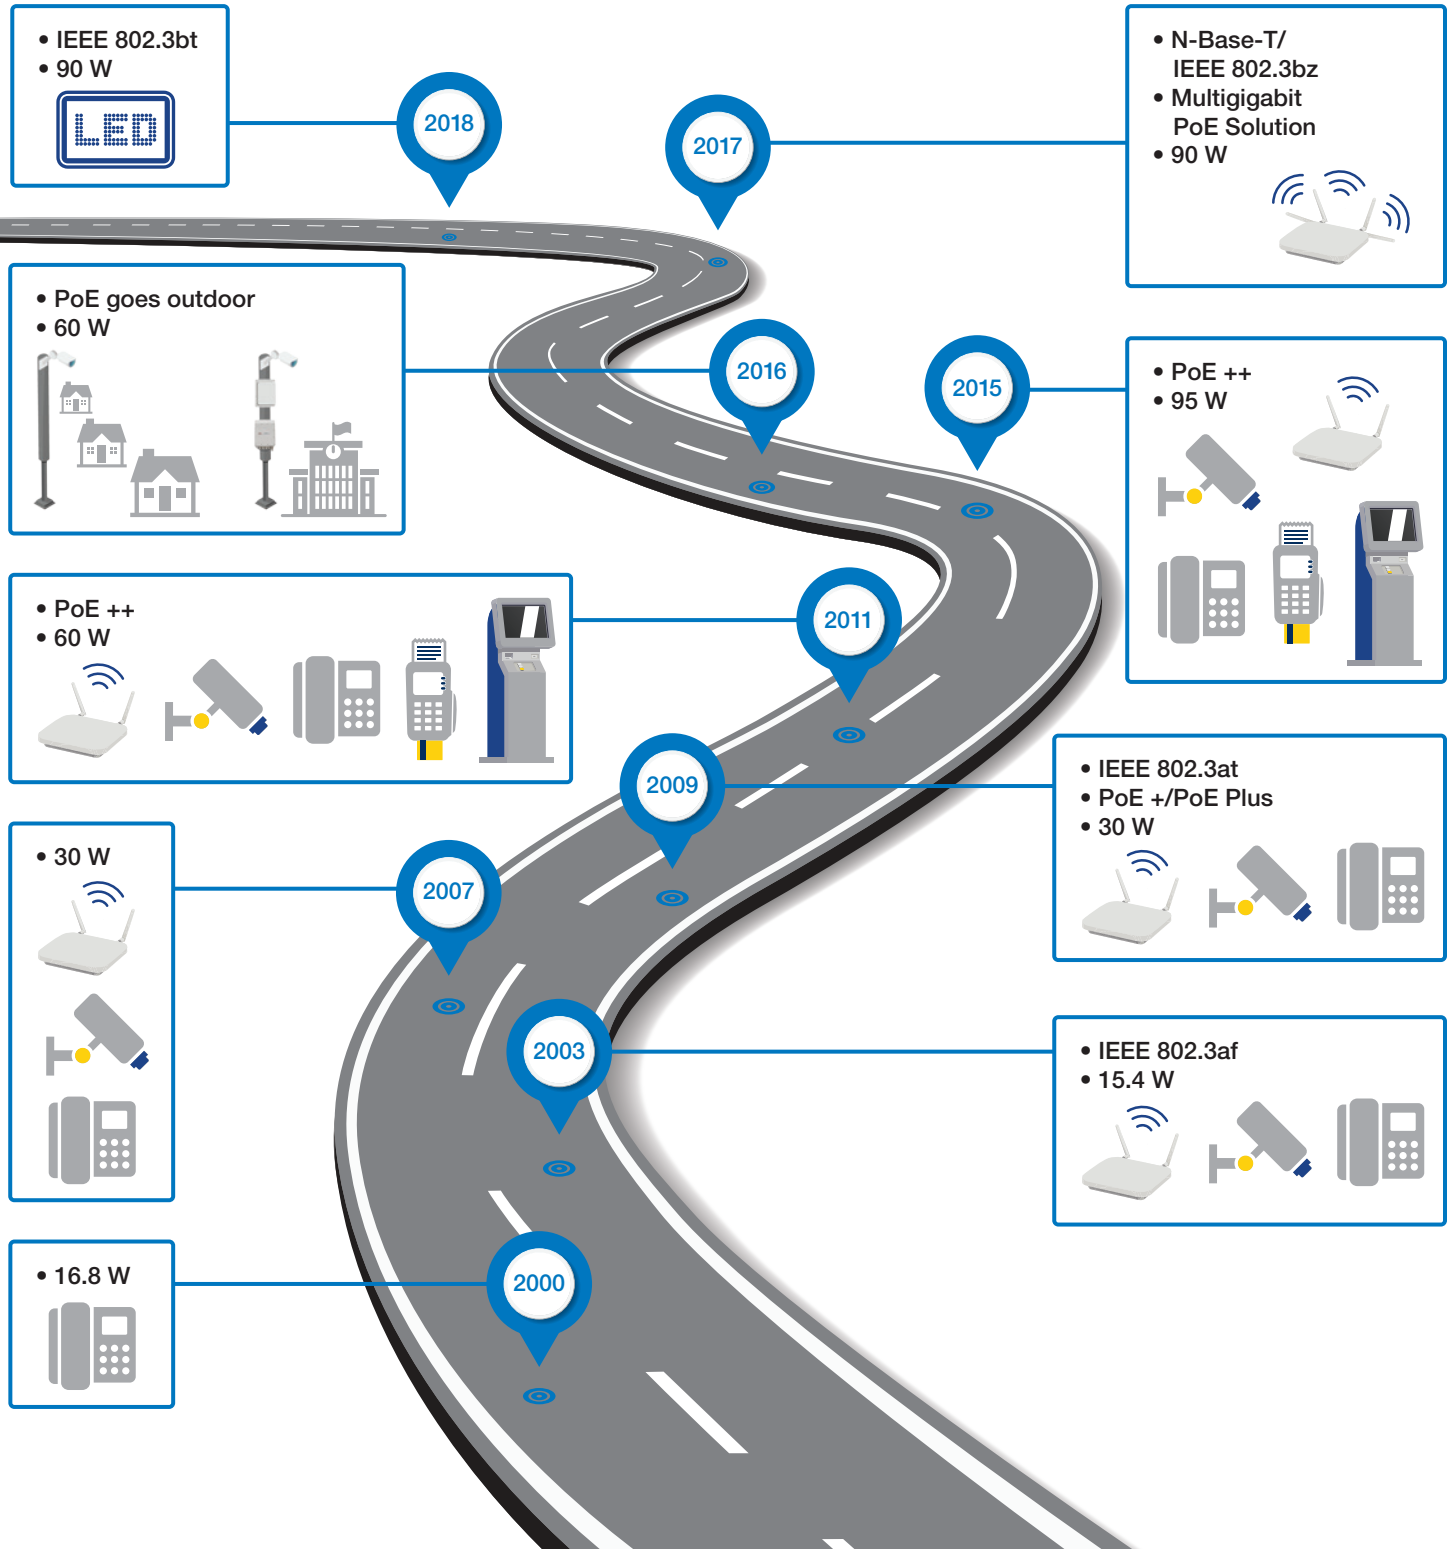 • IEEE 802.3bt
• 90 W
LED
2018
2017
• N-Base-T/
IEEE 802.3bz
• Multigigabit
PoE Solution
• 90 W
• PoE goes outdoor
• 60 W
2016
2015
• PoE ++
• 95 W
• PoE ++
• 60 W
2011
2009
• IEEE 802.3at
• PoE +/PoE Plus
• 30 W
• 30 W
2007
2003
• IEEE 802.3af
• 15.4 W
• 16.8 W
2000